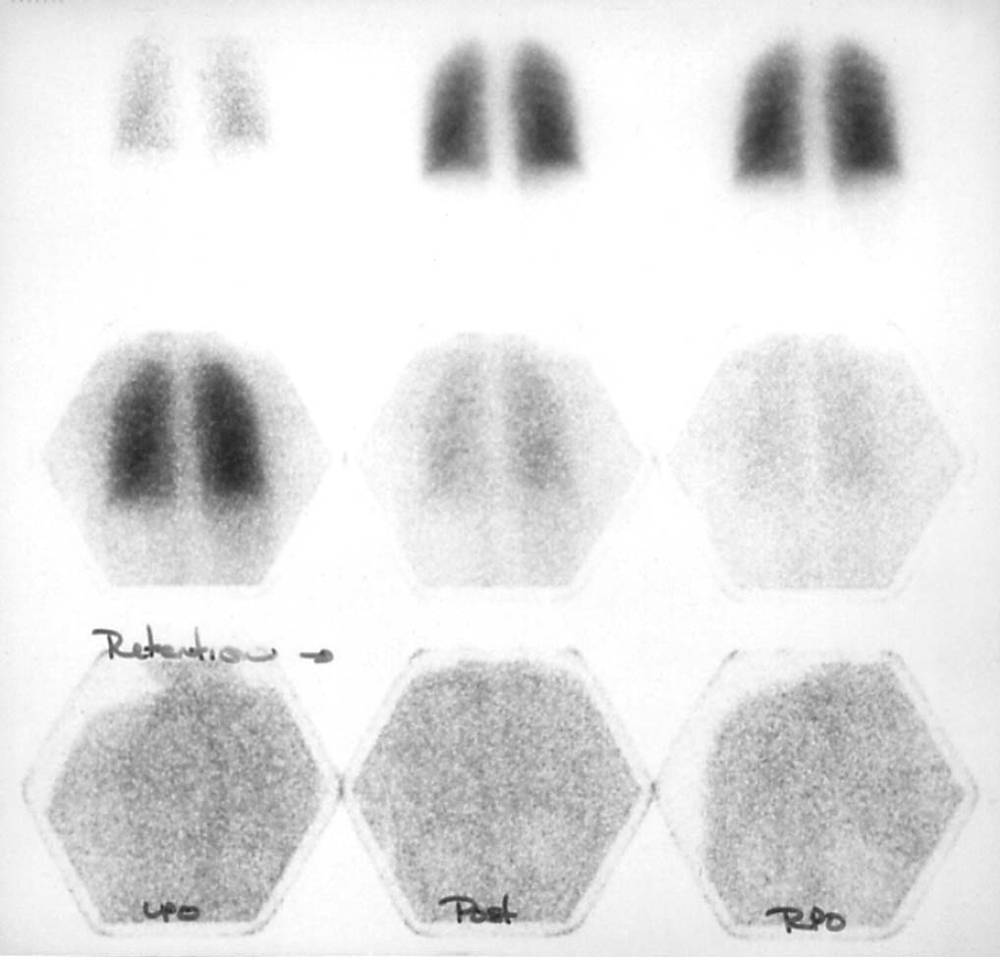 Retention →
LPO
Post
RPO